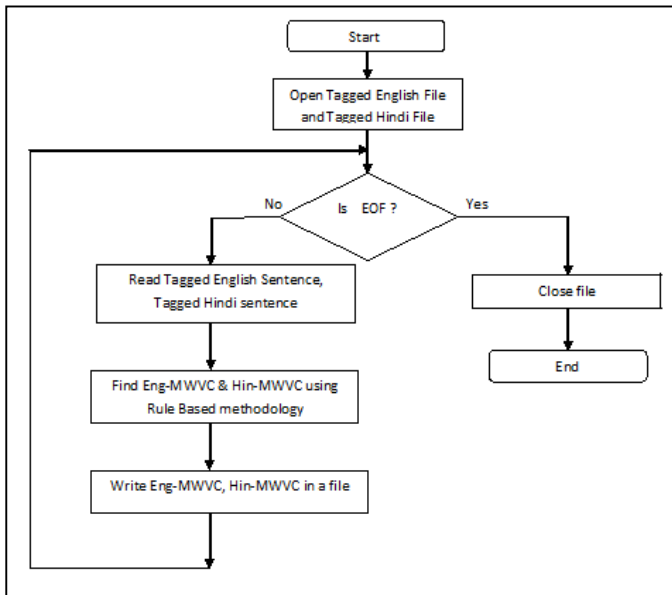 Start
Open Tagged English File
and Tagged Hindi File
Is EOF ?
No
Yes
Read Tagged English Sentence,
Tagged Hindi sentence
Close file
End
Find Eng-MWVC & Hin-MWVC using
Rule Based methodology
Write Eng-MWVC, Hin-MWVC in a file